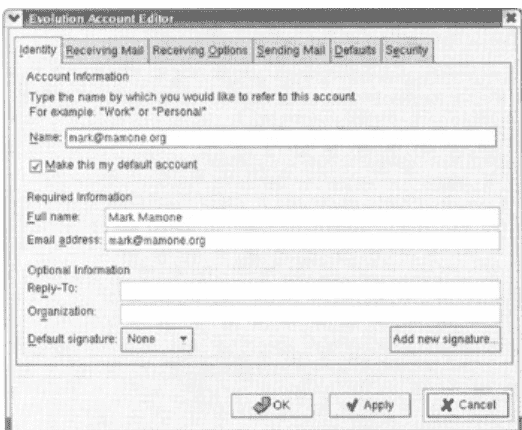 Evolution Account Editor
Identity Receiving Mail Receiving Options Sending Mail Defaults Security
Account Information
Type the name by which you would like to refer to this account.
For example: "Work" or "Personal"
Name: mark@mamone.org
Make this my default account
Required Information
Full name: Mark Mamone
Email address: mark@mamone.org
Optional Information
Reply-To:
Organization:
Default signature: None Add new signature...
OK Apply Cancel